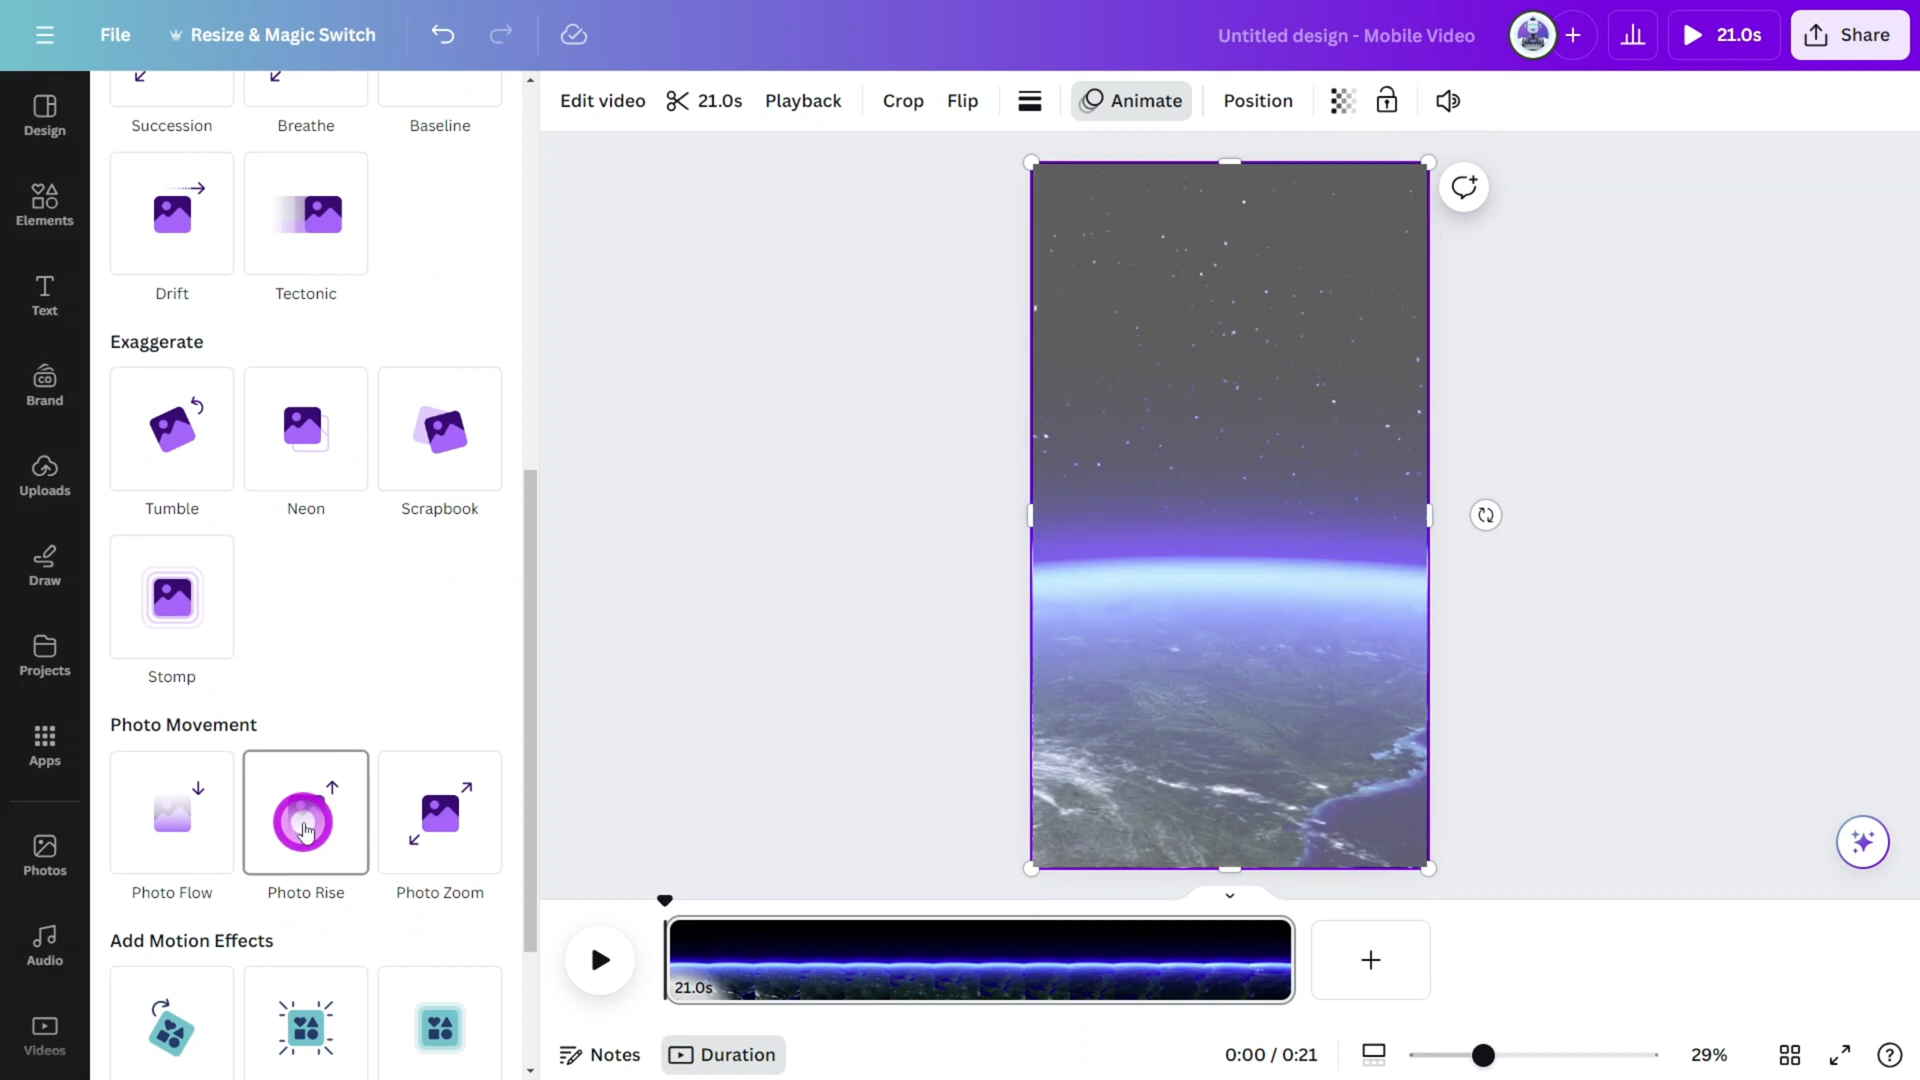 File
Resize & Magic Switch
Untitled design - Mobile Video
21.0s
Share
Design
Elements
Text
Brand
Uploads
Draw
Projects
Apps
Photos
Audio
Videos
Succession
Breathe
Baseline
Drift
Tectonic
Exaggerate
Tumble
Neon
Scrapbook
Stomp
Photo Movement
Photo Flow
Photo Rise
Photo Zoom
Add Motion Effects
Edit video
21.0s
Playback
Crop
Flip
Animate
Position
21.0s
Notes
Duration
0:00 / 0:21
29%